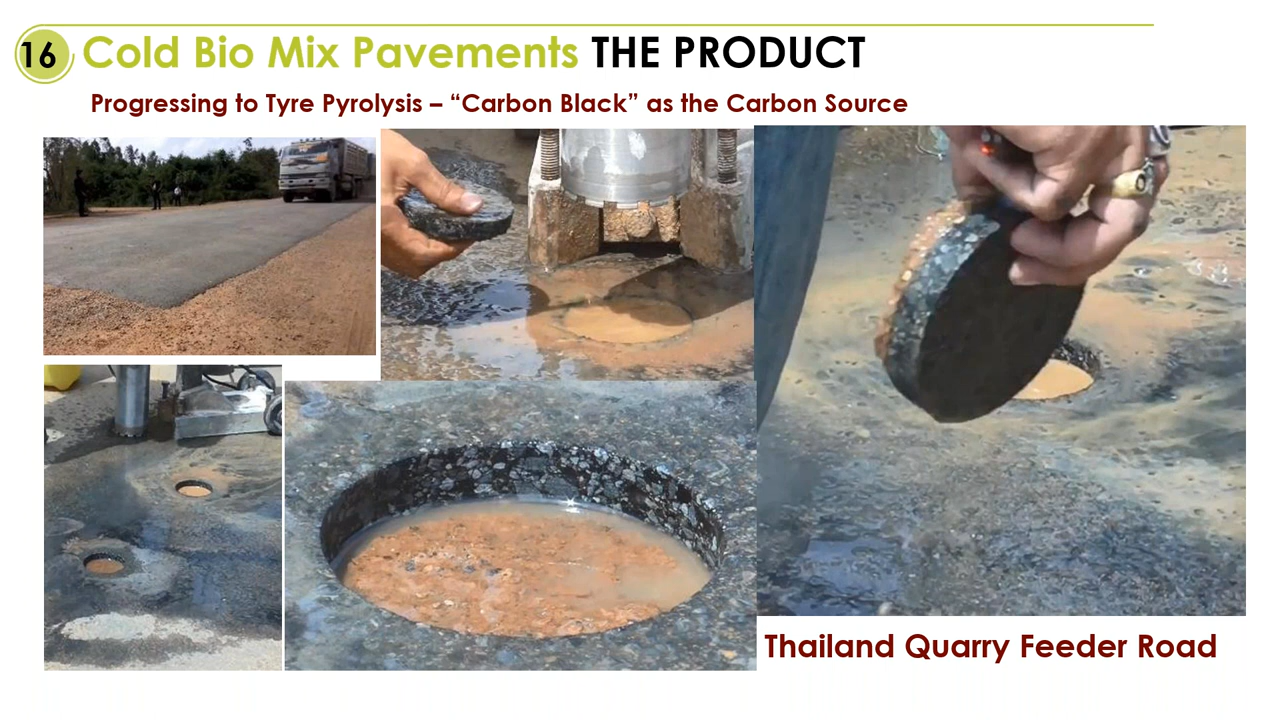 16 Cold Bio Mix Pavements THE PRODUCT
Progressing to Tyre Pyrolysis – “Carbon Black” as the Carbon Source
Thailand Quarry Feeder Road